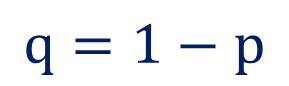 q = 1 − p